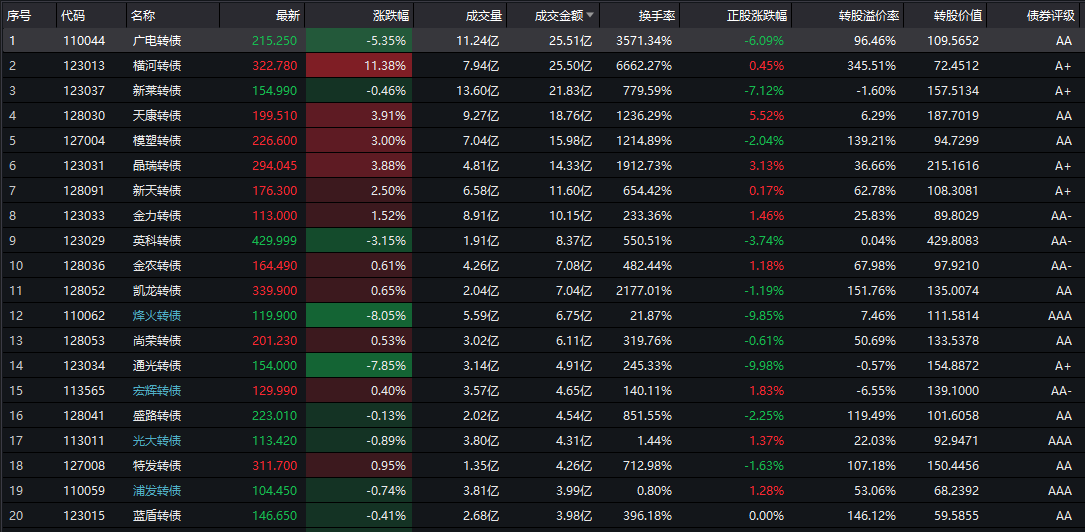 序号 代码 名称 最新 涨跌幅 成交量 成交金额 换手率 正股涨跌幅 转股溢价率 转股价值 债券评级
1 110044 广电转债 215.250 -5.35% 11.24亿 25.51亿 3571.34% -6.09% 96.46% 109.5652 AA
2 123013 横河转债 322.780 11.38% 7.94亿 25.50亿 6662.27% 0.45% 345.51% 72.4512 A+
3 123037 新莱转债 154.990 -0.46% 13.60亿 21.83亿 779.59% -7.12% -1.60% 157.5134 A+
4 128030 天康转债 199.510 3.91% 9.27亿 18.76亿 1236.29% 5.52% 6.29% 187.7019 AA
5 127004 模塑转债 226.600 3.00% 7.04亿 15.98亿 1214.89% -2.04% 139.21% 94.7299 AA
6 123031 晶瑞转债 294.045 3.88% 4.81亿 14.33亿 1912.73% 3.13% 36.66% 215.1616 A+
7 128091 新天转债 176.300 2.50% 6.58亿 11.60亿 654.42% 0.17% 62.78% 108.3081 A+
8 123033 金力转债 113.000 1.52% 8.91亿 10.15亿 233.36% 1.46% 25.83% 89.8029 AA-
9 123029 英科转债 429.999 -3.15% 1.91亿 8.37亿 550.51% -3.74% 0.04% 429.8083 AA-
10 128036 金农转债 164.490 0.61% 4.26亿 7.08亿 482.44% 1.18% 67.98% 97.9210 AA-
11 128052 凯龙转债 339.900 0.65% 2.04亿 7.04亿 2177.01% -1.19% 151.76% 135.0074 AA
12 110062 烽火转债 119.900 -8.05% 5.59亿 6.75亿 21.87% -9.85% 7.46% 111.5814 AAA
13 128053 尚荣转债 201.230 0.53% 3.02亿 6.11亿 319.76% -0.61% 50.69% 133.5378 AA
14 123034 通光转债 154.000 -7.85% 3.14亿 4.91亿 245.33% -9.98% -0.57% 154.8872 A+
15 113565 宏辉转债 129.990 0.40% 3.57亿 4.65亿 140.11% 1.83% -6.55% 139.1000 AA-
16 128041 盛路转债 223.010 -0.13% 2.02亿 4.54亿 851.55% -2.25% 119.49% 101.6058 AA
17 113011 光大转债 113.420 -0.89% 3.80亿 4.31亿 1.44% 1.37% 22.03% 92.9471 AAA
18 127008 特发转债 311.700 0.95% 1.35亿 4.26亿 712.98% -1.63% 107.18% 150.4456 AA
19 110059 浦发转债 104.450 -0.74% 3.81亿 3.99亿 0.80% 1.28% 53.06% 68.2392 AAA
20 123015 蓝盾转债 146.650 -0.41% 2.68亿 3.98亿 396.18% 0.00% 146.12% 59.5855 AA